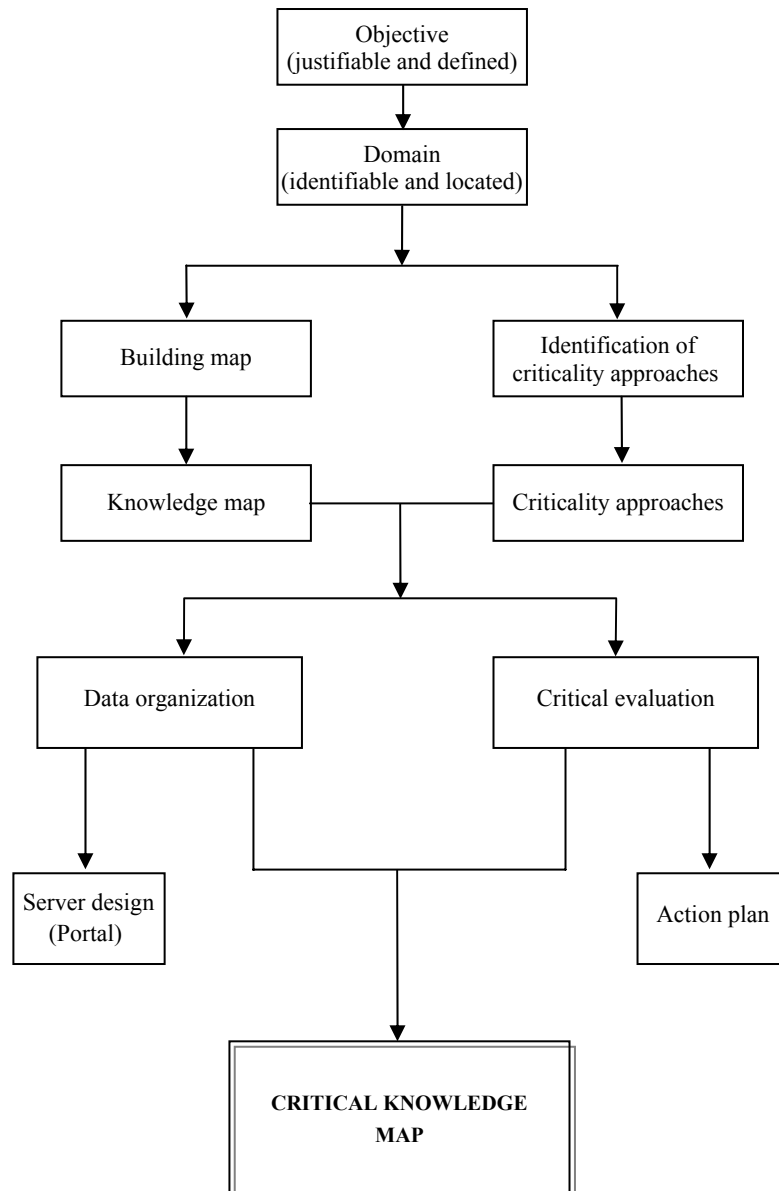 Objective
(justifiable and defined)
Domain
(identifiable and located)
Building map
Identification of
criticality approaches
Knowledge map
Criticality approaches
Data organization
Critical evaluation
Server design
(Portal)
Action plan
CRITICAL KNOWLEDGE
MAP